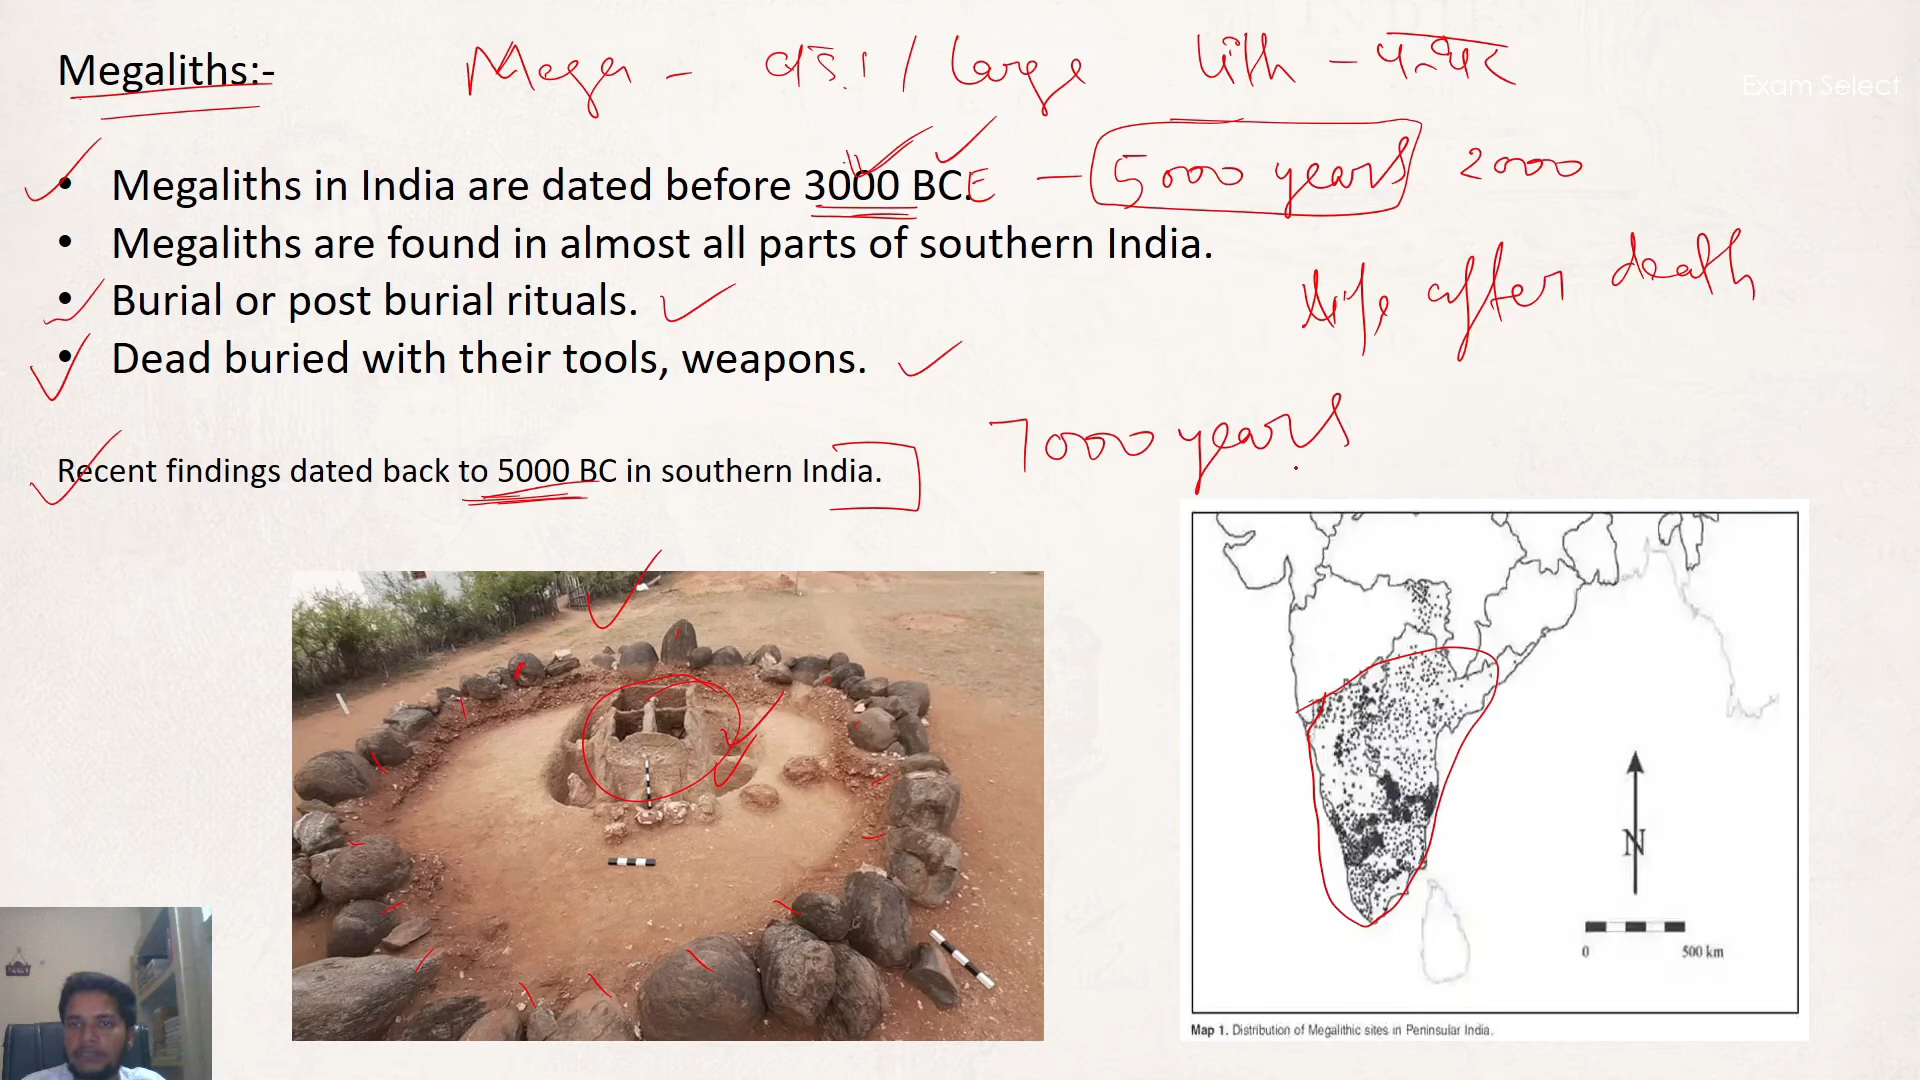 Megaliths:-
Mega - बड़ा / Large lith - पत्थर
Exam Select
• Megaliths in India are dated before 3000 BCE - 5000 years 2000
• Megaliths are found in almost all parts of southern India.
life after death
• Burial or post burial rituals.
• Dead buried with their tools, weapons.
7000 years
Recent findings dated back to 5000 BC in southern India.
N
0 500 km
Map 1. Distribution of Megalithic sites in Peninsular India.